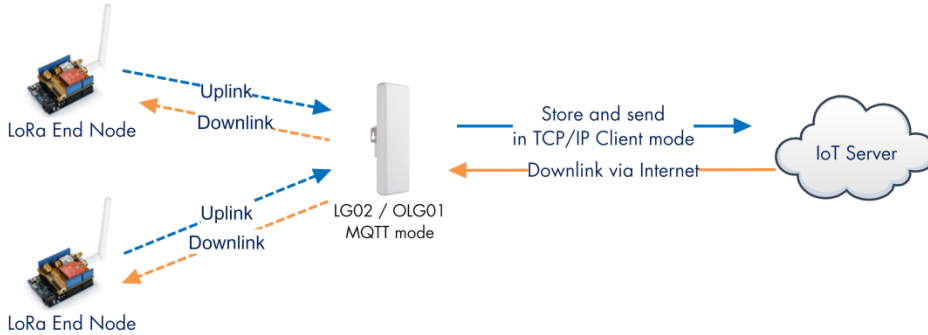 Uplink
Downlink
LoRa End Node
Store and send
in TCP/IP Client mode
Downlink via Internet
IoT Server
LG02 / OLG01
MQTT mode
Uplink
Downlink
LoRa End Node